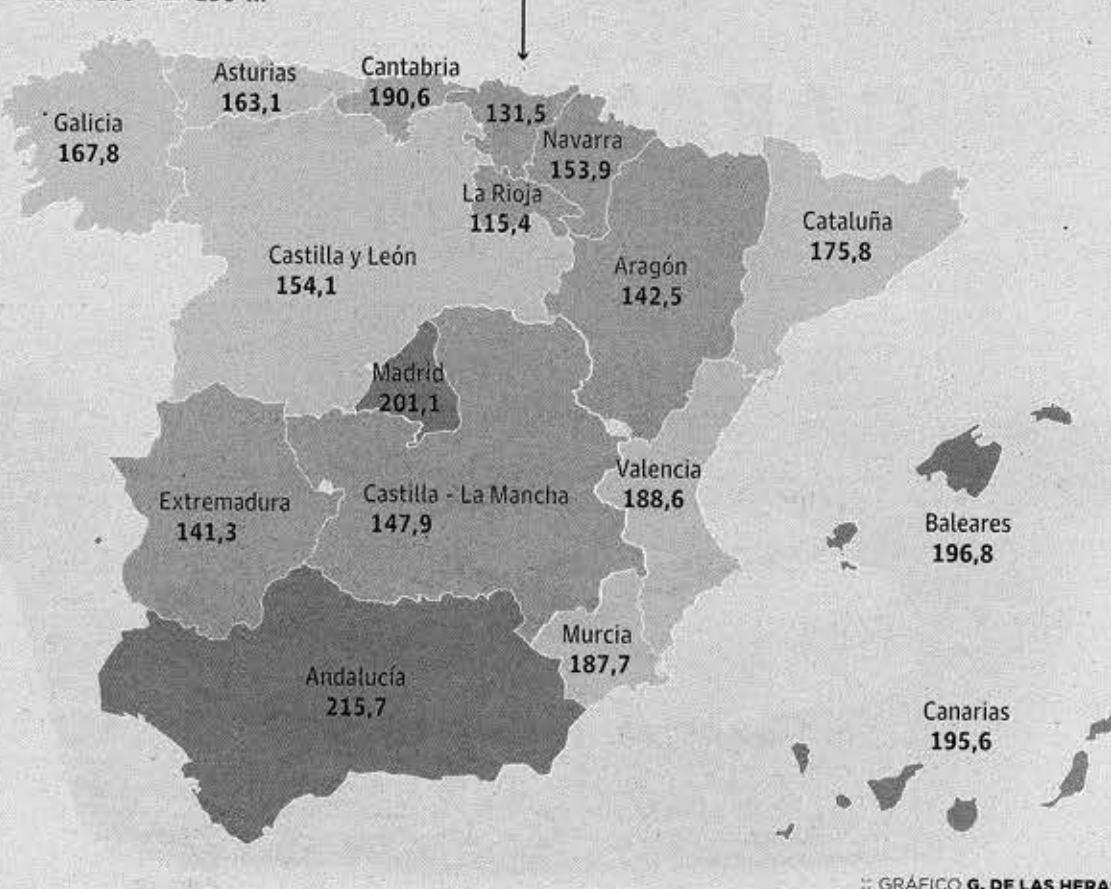 Asturias
163,1
Cantabria
190,6
Galicia
167,8
131,5
Navarra
153,9
La Rioja
115,4
Cataluña
175,8
Castilla y León
154,1
Aragón
142,5
Madrid
201,1
Valencia
188,6
Extremadura
141,3
Castilla - La Mancha
147,9
Baleares
196,8
Murcia
187,7
Andalucía
215,7
Canarias
195,6
:: GRÁFICO G. DE LAS HERA